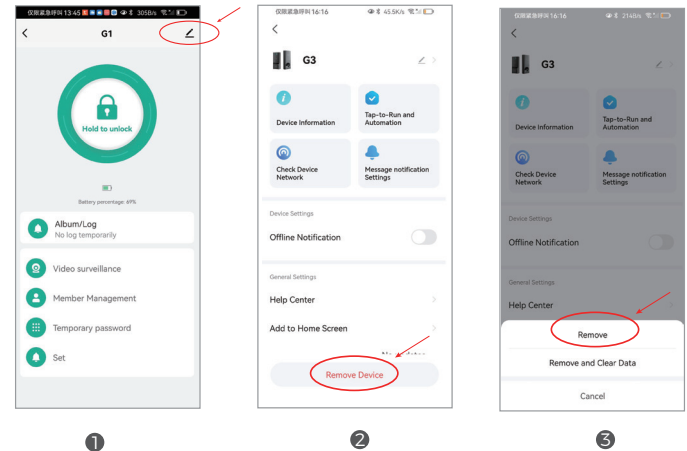 仅限紧急呼叫 13:45 305B/s
G1
Hold to unlock
Battery percentage: 69%
Album/Log
No log temporarily
Video surveillance
Member Management
Temporary password
Set
1
仅限紧急呼叫 16:16 45.5K/s
G3
Device Information
Tap-to-Run and
Automation
Check Device
Network
Message notification
Settings
Device Settings
Offline Notification
General Settings
Help Center
Add to Home Screen
Remove Device
2
仅限紧急呼叫 16:16 214B/s
G3
Device Information
Tap-to-Run and
Automation
Check Device
Network
Message notification
Settings
Device Settings
Offline Notification
General Settings
Help Center
Remove
Remove and Clear Data
Cancel
3